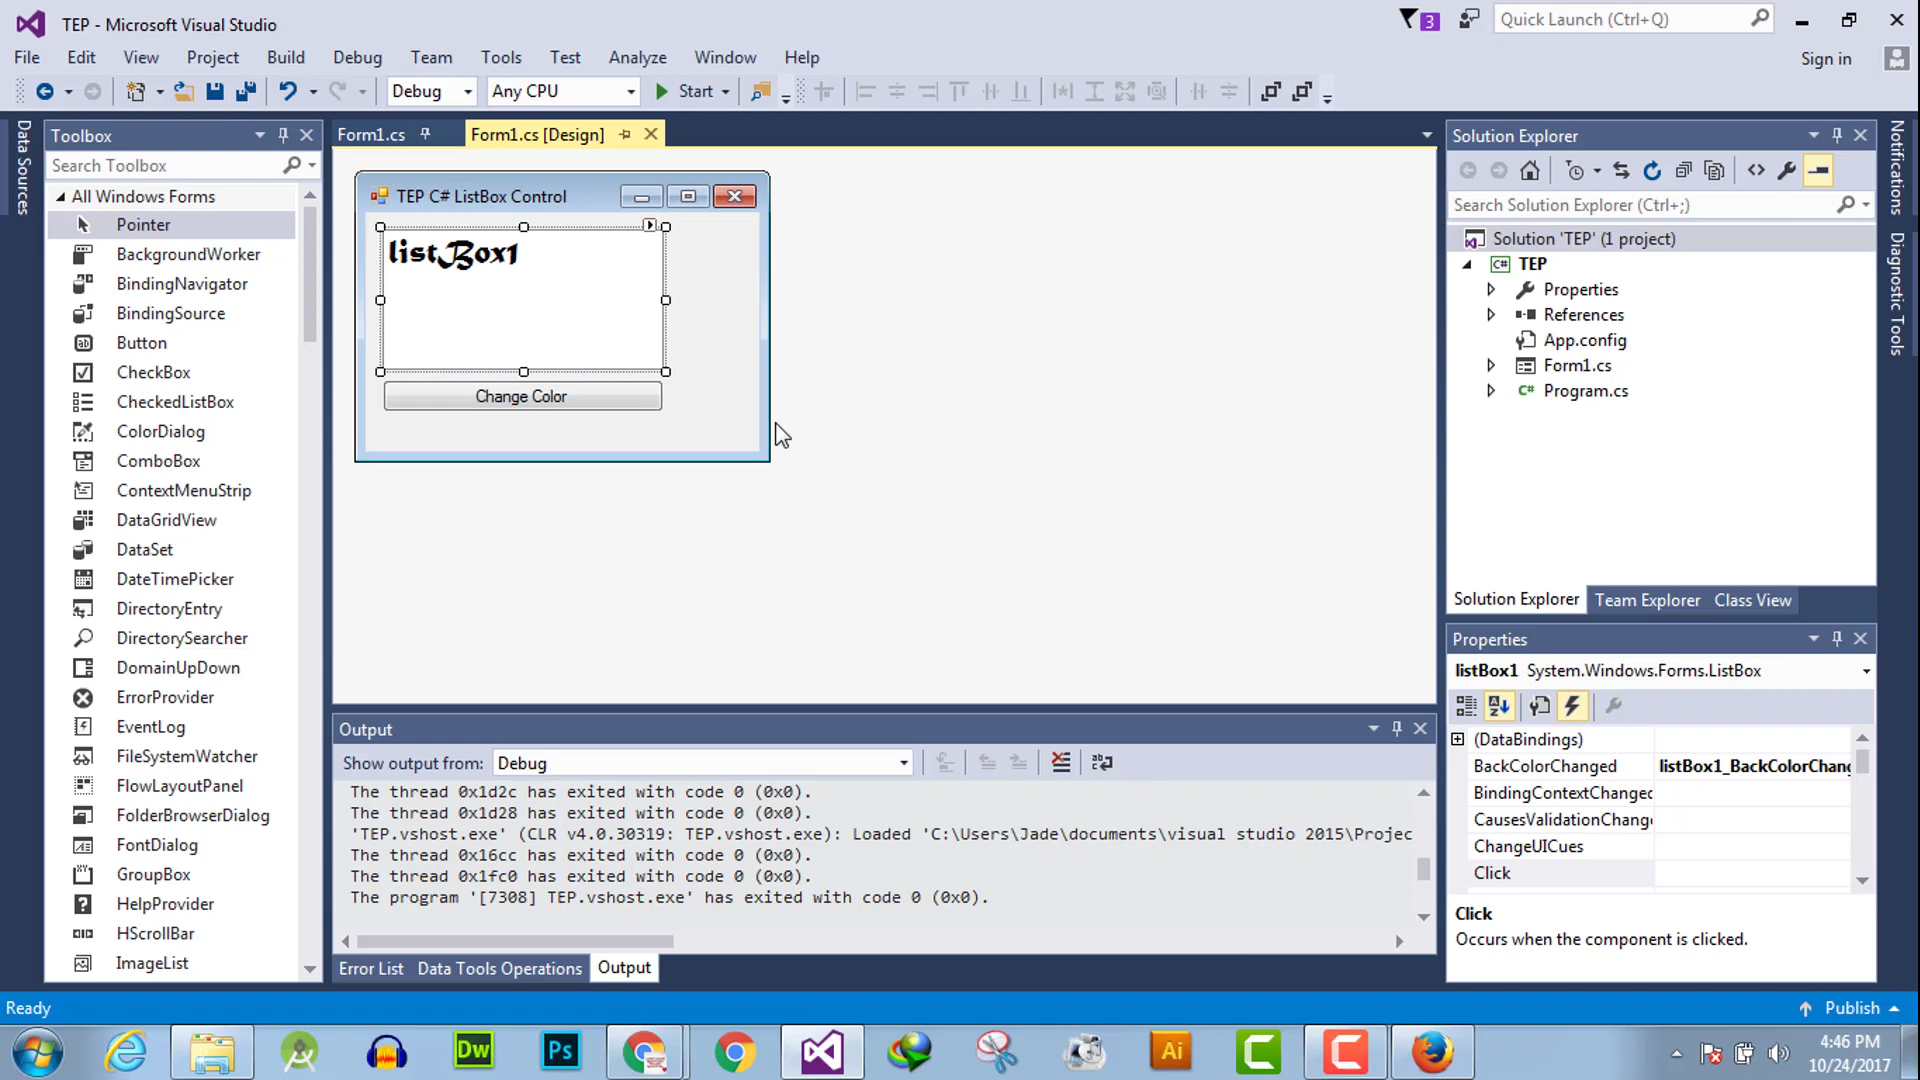 TEP - Microsoft Visual Studio
3
Quick Launch (Ctrl+Q)
File Edit View Project Build Debug Team Tools Test Analyze Window Help
Sign in
Debug Any CPU Start
Data Sources
Toolbox
Search Toolbox
All Windows Forms
Pointer
BackgroundWorker
BindingNavigator
BindingSource
Button
CheckBox
CheckedListBox
ColorDialog
ComboBox
ContextMenuStrip
DataGridView
DataSet
DateTimePicker
DirectoryEntry
DirectorySearcher
DomainUpDown
ErrorProvider
EventLog
FileSystemWatcher
FlowLayoutPanel
FolderBrowserDialog
FontDialog
GroupBox
HelpProvider
HScrollBar
ImageList
Form1.cs
Form1.cs [Design]
TEP C# ListBox Control
listBox1
Change Color
Output
Show output from: Debug
The thread 0x1d2c has exited with code 0 (0x0).
The thread 0x1d28 has exited with code 0 (0x0).
'TEP.vshost.exe' (CLR v4.0.30319: TEP.vshost.exe): Loaded 'C:\Users\Jade\documents\visual studio 2015\Projec
The thread 0x16cc has exited with code 0 (0x0).
The thread 0x1fc0 has exited with code 0 (0x0).
The program '[7308] TEP.vshost.exe' has exited with code 0 (0x0).
Error List Data Tools Operations Output
Solution Explorer
Search Solution Explorer (Ctrl+;)
Solution 'TEP' (1 project)
C# TEP
Properties
References
App.config
Form1.cs
C# Program.cs
Solution Explorer Team Explorer Class View
Properties
listBox1 System.Windows.Forms.ListBox
(DataBindings)
BackColorChanged listBox1_BackColorChang
BindingContextChanged
CausesValidationChang
ChangeUICues
Click
Click
Occurs when the component is clicked.
Notifications
Diagnostic Tools
Ready
Publish
Dw
Ps
Ai
4:46 PM
10/24/2017